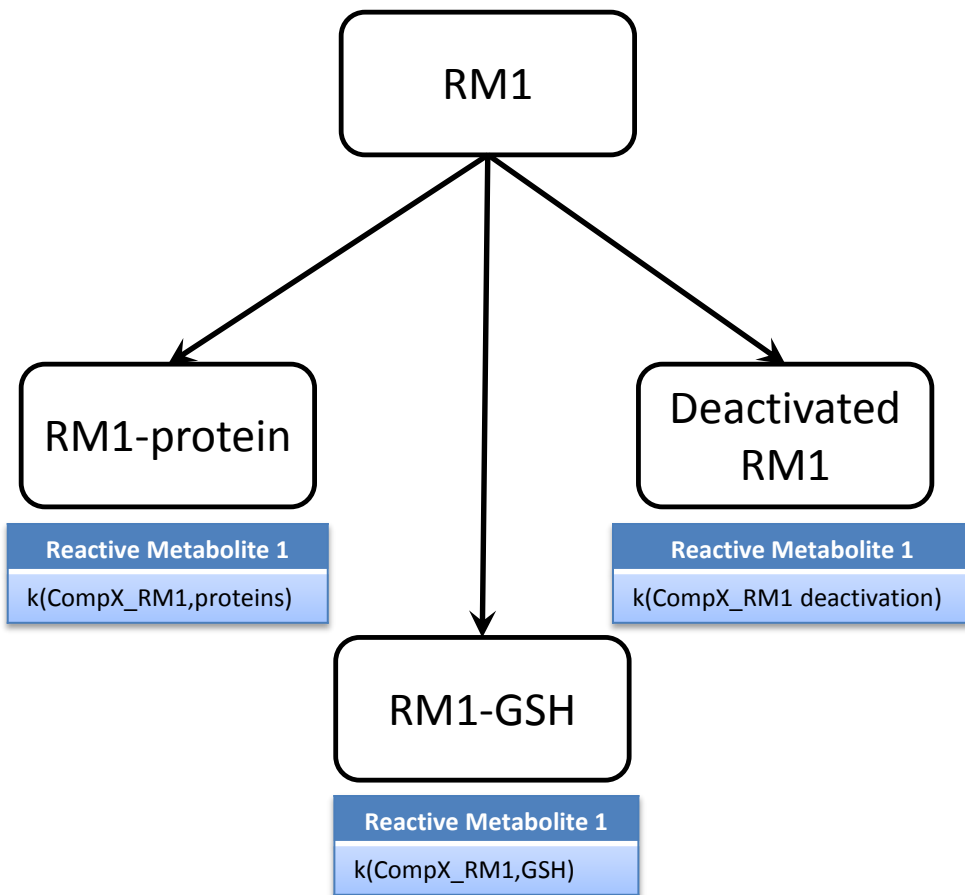 RM1
RM1-protein
Deactivated
RM1
Reactive Metabolite 1
k(CompX_RM1,proteins)
Reactive Metabolite 1
k(CompX_RM1 deactivation)
RM1-GSH
Reactive Metabolite 1
k(CompX_RM1,GSH)